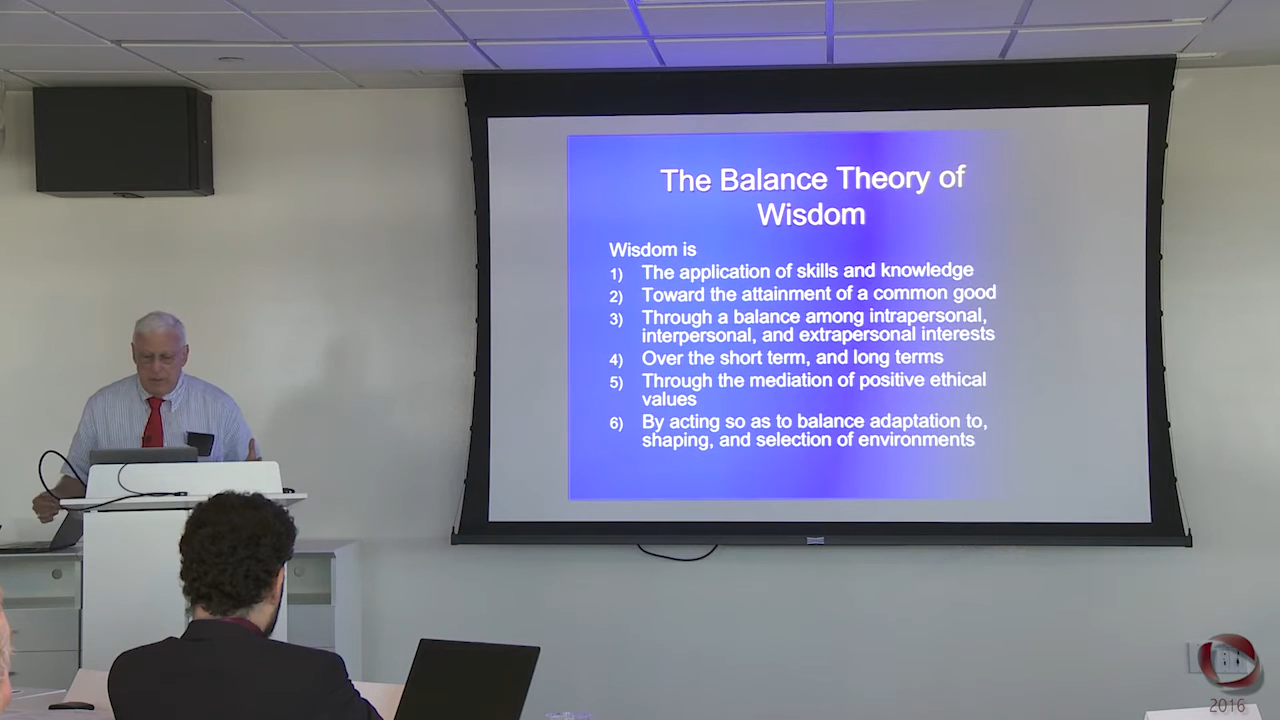 The Balance Theory of
Wisdom
Wisdom is
1) The application of skills and knowledge
2) Toward the attainment of a common good
3) Through a balance among intrapersonal,
interpersonal, and extrapersonal interests
4) Over the short term, and long terms
5) Through the mediation of positive ethical
values
6) By acting so as to balance adaptation to,
shaping, and selection of environments
2016